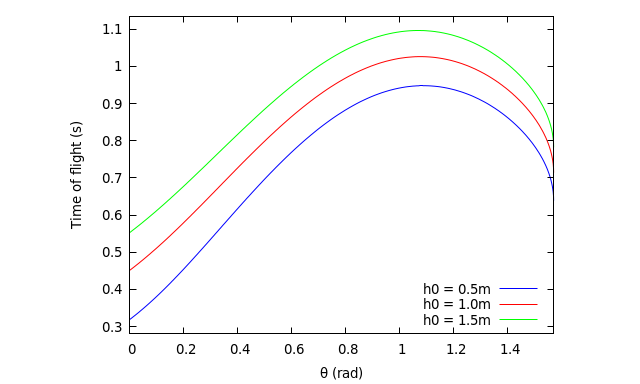 1.1
1
0.9
0.8
0.7
0.6
0.5
0.4
0.3
Time of flight (s)
h0 = 0.5m
h0 = 1.0m
h0 = 1.5m
0 0.2 0.4 0.6 0.8 1 1.2 1.4
θ (rad)